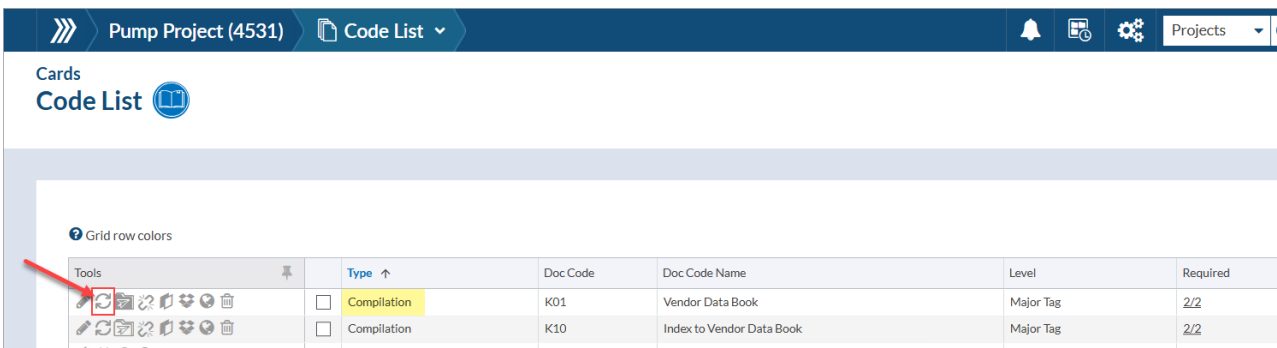 Pump Project (4531) Code List Projects
Cards
Code List
Grid row colors
Tools Type Doc Code Doc Code Name Level Required
Compilation K01 Vendor Data Book Major Tag 2/2
Compilation K10 Index to Vendor Data Book Major Tag 2/2